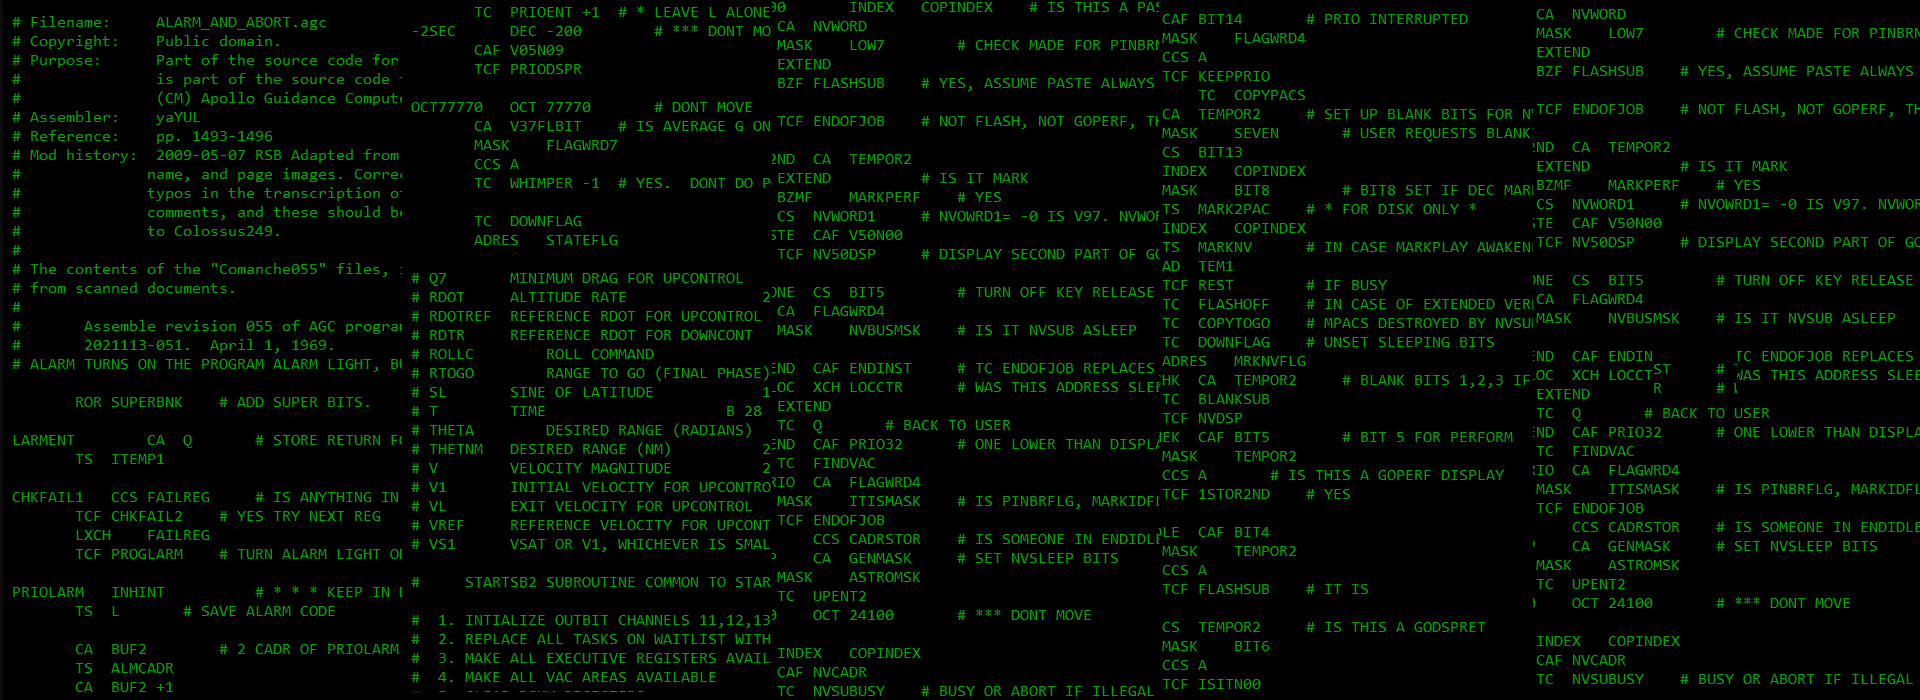 # Filename: ALARM_AND_ABORT.agc
# Copyright: Public domain.
# Purpose: Part of the source code for
# is part of the source code
# (CM) Apollo Guidance Compute
# Assembler: yaYUL
# Reference: pp. 1493-1496
# Mod history: 2009-05-07 RSB Adapted from
# name, and page images. Corre
# typos in the transcription of
# comments, and these should be
# to Colossus249.
#
# The contents of the "Comanche055" files,
# from scanned documents.
#
# Assemble revision 055 of AGC program
# 2021113-051. April 1, 1969.
# ALARM TURNS ON THE PROGRAM ALARM LIGHT, BU
ROR SUPERBNK # ADD SUPER BITS.
LARMENT CA Q # STORE RETURN FO
TS ITEMP1
CHKFAIL1 CCS FAILREG # IS ANYTHING IN
TCF CHKFAIL2 # YES TRY NEXT REG
LXCH FAILREG
TCF PROGLARM # TURN ALARM LIGHT ON
PRIOLARM INHINT # * * * KEEP IN
TS L # SAVE ALARM CODE
CA BUF2 # 2 CADR OF PRIOLARM
TS ALMCADR
CA BUF2 +1
TC PRIOENT +1 # * LEAVE L ALONE
-2SEC DEC -200 # *** DONT MO
CAF V05N09
TCF PRIODSPR
OCT77770 OCT 77770 # DONT MOVE
CA V37FLBIT # IS AVERAGE G ON
MASK FLAGWRD7
CCS A
TC WHIMPER -1 # YES. DONT DO P
TC DOWNFLAG
ADRES STATEFLG
# Q7 MINIMUM DRAG FOR UPCONTROL
# RDOT ALTITUDE RATE 2
# RDOTREF REFERENCE RDOT FOR UPCONTROL
# RDTR REFERENCE RDOT FOR DOWNCONT
# ROLLC ROLL COMMAND
# RTOGO RANGE TO GO (FINAL PHASE)
# SL SINE OF LATITUDE 1
# T TIME B 28
# THETA DESIRED RANGE (RADIANS)
# THETNM DESIRED RANGE (NM) 2
# V VELOCITY MAGNITUDE 2
# V1 INITIAL VELOCITY FOR UPCONTRO
# VL EXIT VELOCITY FOR UPCONTROL
# VREF REFERENCE VELOCITY FOR UPCONT
# VS1 VSAT OR V1, WHICHEVER IS SMAL
# STARTSB2 SUBROUTINE COMMON TO STAR
# 1. INTIALIZE OUTBIT CHANNELS 11,12,13
# 2. REPLACE ALL TASKS ON WAITLIST WITH
# 3. MAKE ALL EXECUTIVE REGISTERS AVAIL
# 4. MAKE ALL VAC AREAS AVAILABLE
00 INDEX COPINDEX # IS THIS A PAS
CA NVWORD
MASK LOW7 # CHECK MADE FOR PINBRN
EXTEND
BZF FLASHSUB # YES, ASSUME PASTE ALWAYS
TCF ENDOFJOB # NOT FLASH, NOT GOPERF, TH
2ND CA TEMPOR2
EXTEND # IS IT MARK
BZMF MARKPERF # YES
CS NVWORD1 # NVOWRD1= -0 IS V97. NVWOR
STE CAF V50N00
TCF NV50DSP # DISPLAY SECOND PART OF GO
ONE CS BIT5 # TURN OFF KEY RELEASE
CA FLAGWRD4
MASK NVBUSMSK # IS IT NVSUB ASLEEP
END CAF ENDINST # TC ENDOFJOB REPLACES
LOC XCH LOCCTR # WAS THIS ADDRESS SLEE
EXTEND
TC Q # BACK TO USER
END CAF PRIO32 # ONE LOWER THAN DISPLA
TC FINDVAC
RIO CA FLAGWRD4
MASK ITISMASK # IS PINBRFLG, MARKIDFL
TCF ENDOFJOB
CCS CADRSTOR # IS SOMEONE IN ENDIDLE
CA GENMASK # SET NVSLEEP BITS
MASK ASTROMSK
TC UPENT2
OCT 24100 # *** DONT MOVE
INDEX COPINDEX
CAF NVCADR
TC NVSUBUSY # BUSY OR ABORT IF ILLEGAL
CAF BIT14 # PRIO INTERRUPTED
MASK FLAGWRD4
CCS A
TCF KEEPPRIO
TC COPYPACS
CA TEMPOR2 # SET UP BLANK BITS FOR N
MASK SEVEN # USER REQUESTS BLANK
CS BIT13
INDEX COPINDEX
MASK BIT8 # BIT8 SET IF DEC MAR
TS MARK2PAC # * FOR DISK ONLY *
INDEX COPINDEX
TS MARKNV # IN CASE MARKPLAY AWAKEN
AD TEM1
TCF REST # IF BUSY
TC FLASHOFF # IN CASE OF EXTENDED VER
TC COPYTOGO # MPACS DESTROYED BY NVSU
TC DOWNFLAG # UNSET SLEEPING BITS
ADRES MRKNVFLG
HK CA TEMPOR2 # BLANK BITS 1,2,3 IF
TC BLANKSUB
TCF NVDSP
HEK CAF BIT5 # BIT 5 FOR PERFORM
MASK TEMPOR2
CCS A # IS THIS A GOPERF DISPLAY
TCF 1STOR2ND # YES
OLE CAF BIT4
MASK TEMPOR2
CCS A
TCF FLASHSUB # IT IS
CS TEMPOR2 # IS THIS A GODSPRET
MASK BIT6
CCS A
TCF ISITN00
CA NVWORD
MASK LOW7 # CHECK MADE FOR PINBRN
EXTEND
BZF FLASHSUB # YES, ASSUME PASTE ALWAYS
TCF ENDOFJOB # NOT FLASH, NOT GOPERF, T
2ND CA TEMPOR2
EXTEND # IS IT MARK
BZMF MARKPERF # YES
CS NVWORD1 # NVOWRD1= -0 IS V97. NVWOR
STE CAF V50N00
TCF NV50DSP # DISPLAY SECOND PART OF GO
ONE CS BIT5 # TURN OFF KEY RELEASE
CA FLAGWRD4
MASK NVBUSMSK # IS IT NVSUB ASLEEP
END CAF ENDIN TC ENDOFJOB REPLACES
LOC XCH LOCCTST # WAS THIS ADDRESS SLEE
EXTEND R #
TC Q # BACK TO USER
END CAF PRIO32 # ONE LOWER THAN DISPLA
TC FINDVAC
RIO CA FLAGWRD4
MASK ITISMASK # IS PINBRFLG, MARKIDFL
TCF ENDOFJOB
CCS CADRSTOR # IS SOMEONE IN ENDIDLE
CA GENMASK # SET NVSLEEP BITS
MASK ASTROMSK
TC UPENT2
OCT 24100 # *** DONT MOVE
INDEX COPINDEX
CAF NVCADR
TC NVSUBUSY # BUSY OR ABORT IF ILLEGAL